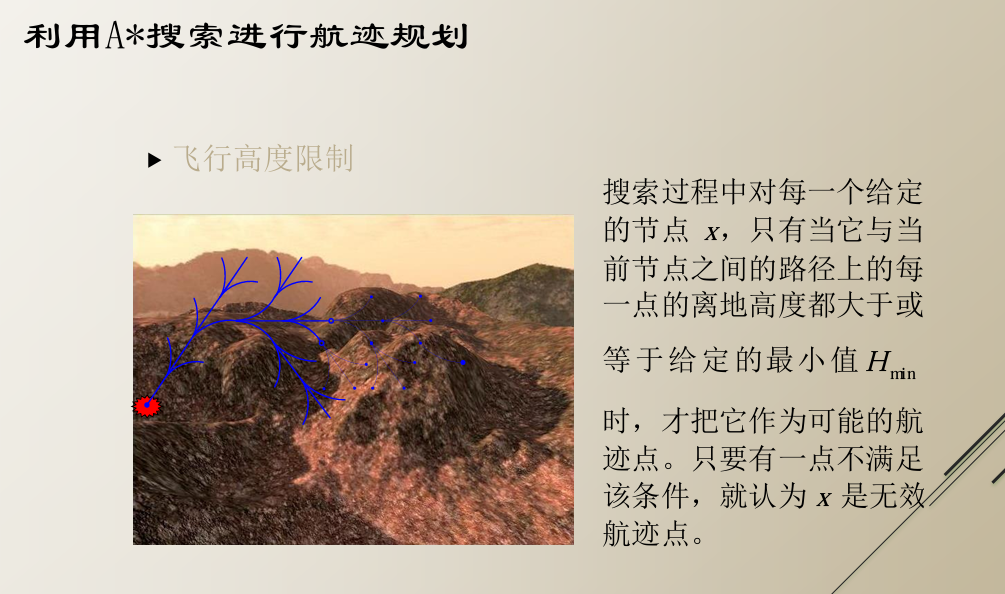 利用A*搜索进行航迹规划
飞行高度限制
搜索过程中对每一个给定
的节点 x，只有当它与当
前节点之间的路径上的每
一点的离地高度都大于或
等于给定的最小值 Hmin
时，才把它作为可能的航
迹点。只要有一点不满足
该条件，就认为 x 是无效
航迹点。